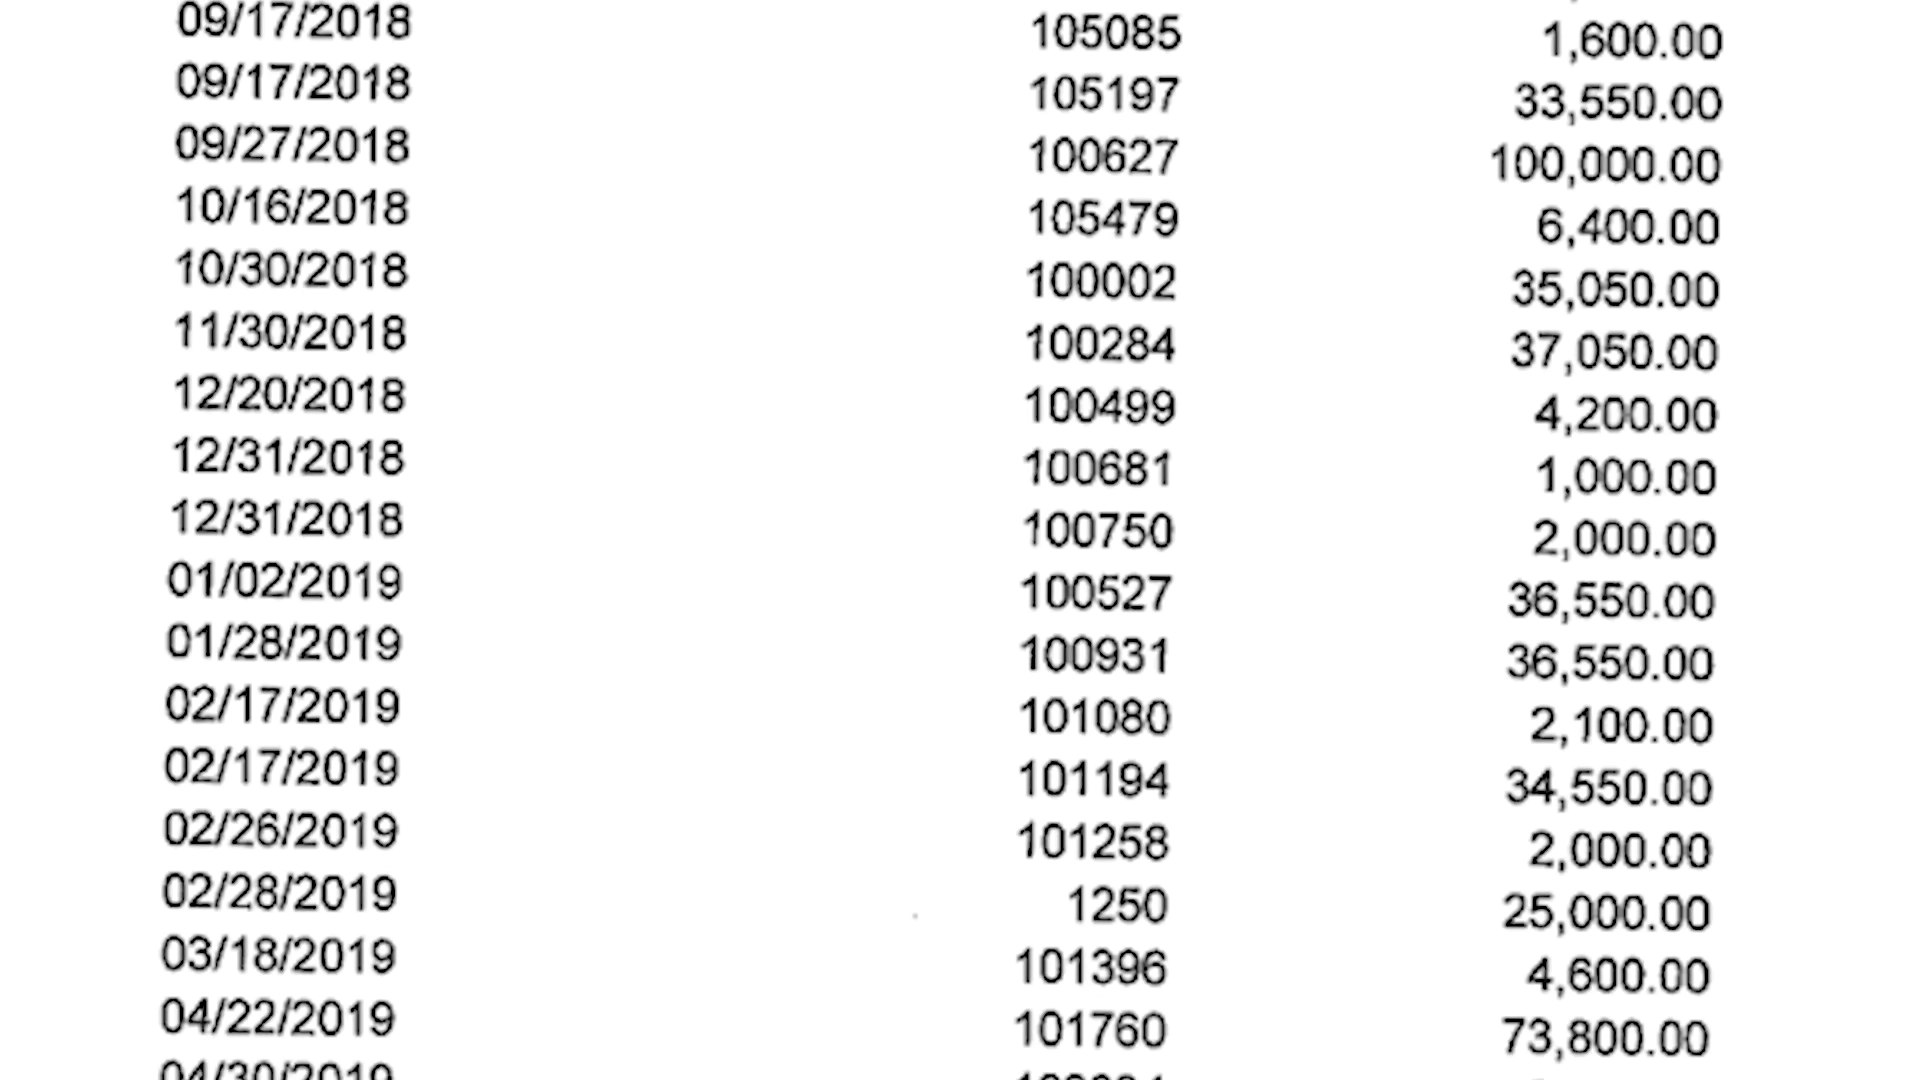 09/17/2018 105085 1,600.00
09/17/2018 105197 33,550.00
09/27/2018 100627 100,000.00
10/16/2018 105479 6,400.00
10/30/2018 100002 35,050.00
11/30/2018 100284 37,050.00
12/20/2018 100499 4,200.00
12/31/2018 100681 1,000.00
12/31/2018 100750 2,000.00
01/02/2019 100527 36,550.00
01/28/2019 100931 36,550.00
02/17/2019 101080 2,100.00
02/17/2019 101194 34,550.00
02/26/2019 101258 2,000.00
02/28/2019 1250 25,000.00
03/18/2019 101396 4,600.00
04/22/2019 101760 73,800.00
04/30/2019